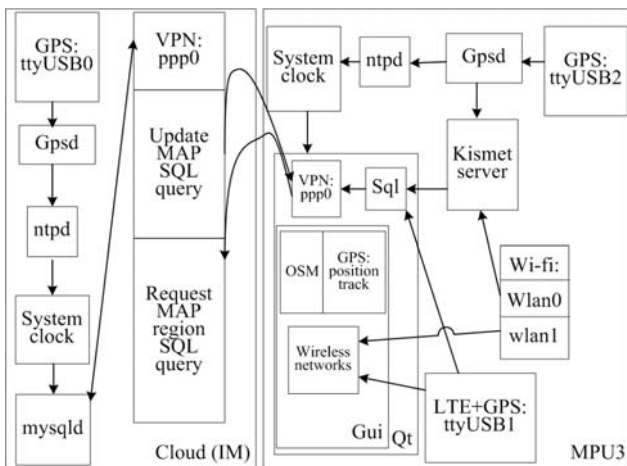 GPS:
ttyUSB0
Gpsd
ntpd
System
clock
mysqld
VPN:
ppp0
Update
MAP
SQL
query
Request
MAP
region
SQL
query
Cloud (IM)
System
clock
ntpd
Gpsd
GPS:
ttyUSB2
Kismet
server
VPN:
ppp0
Sql
OSM
GPS:
position
track
Wireless
networks
Gui
Qt
Wi-fi:
Wlan0
wlan1
LTE+GPS:
ttyUSB1
MPU3